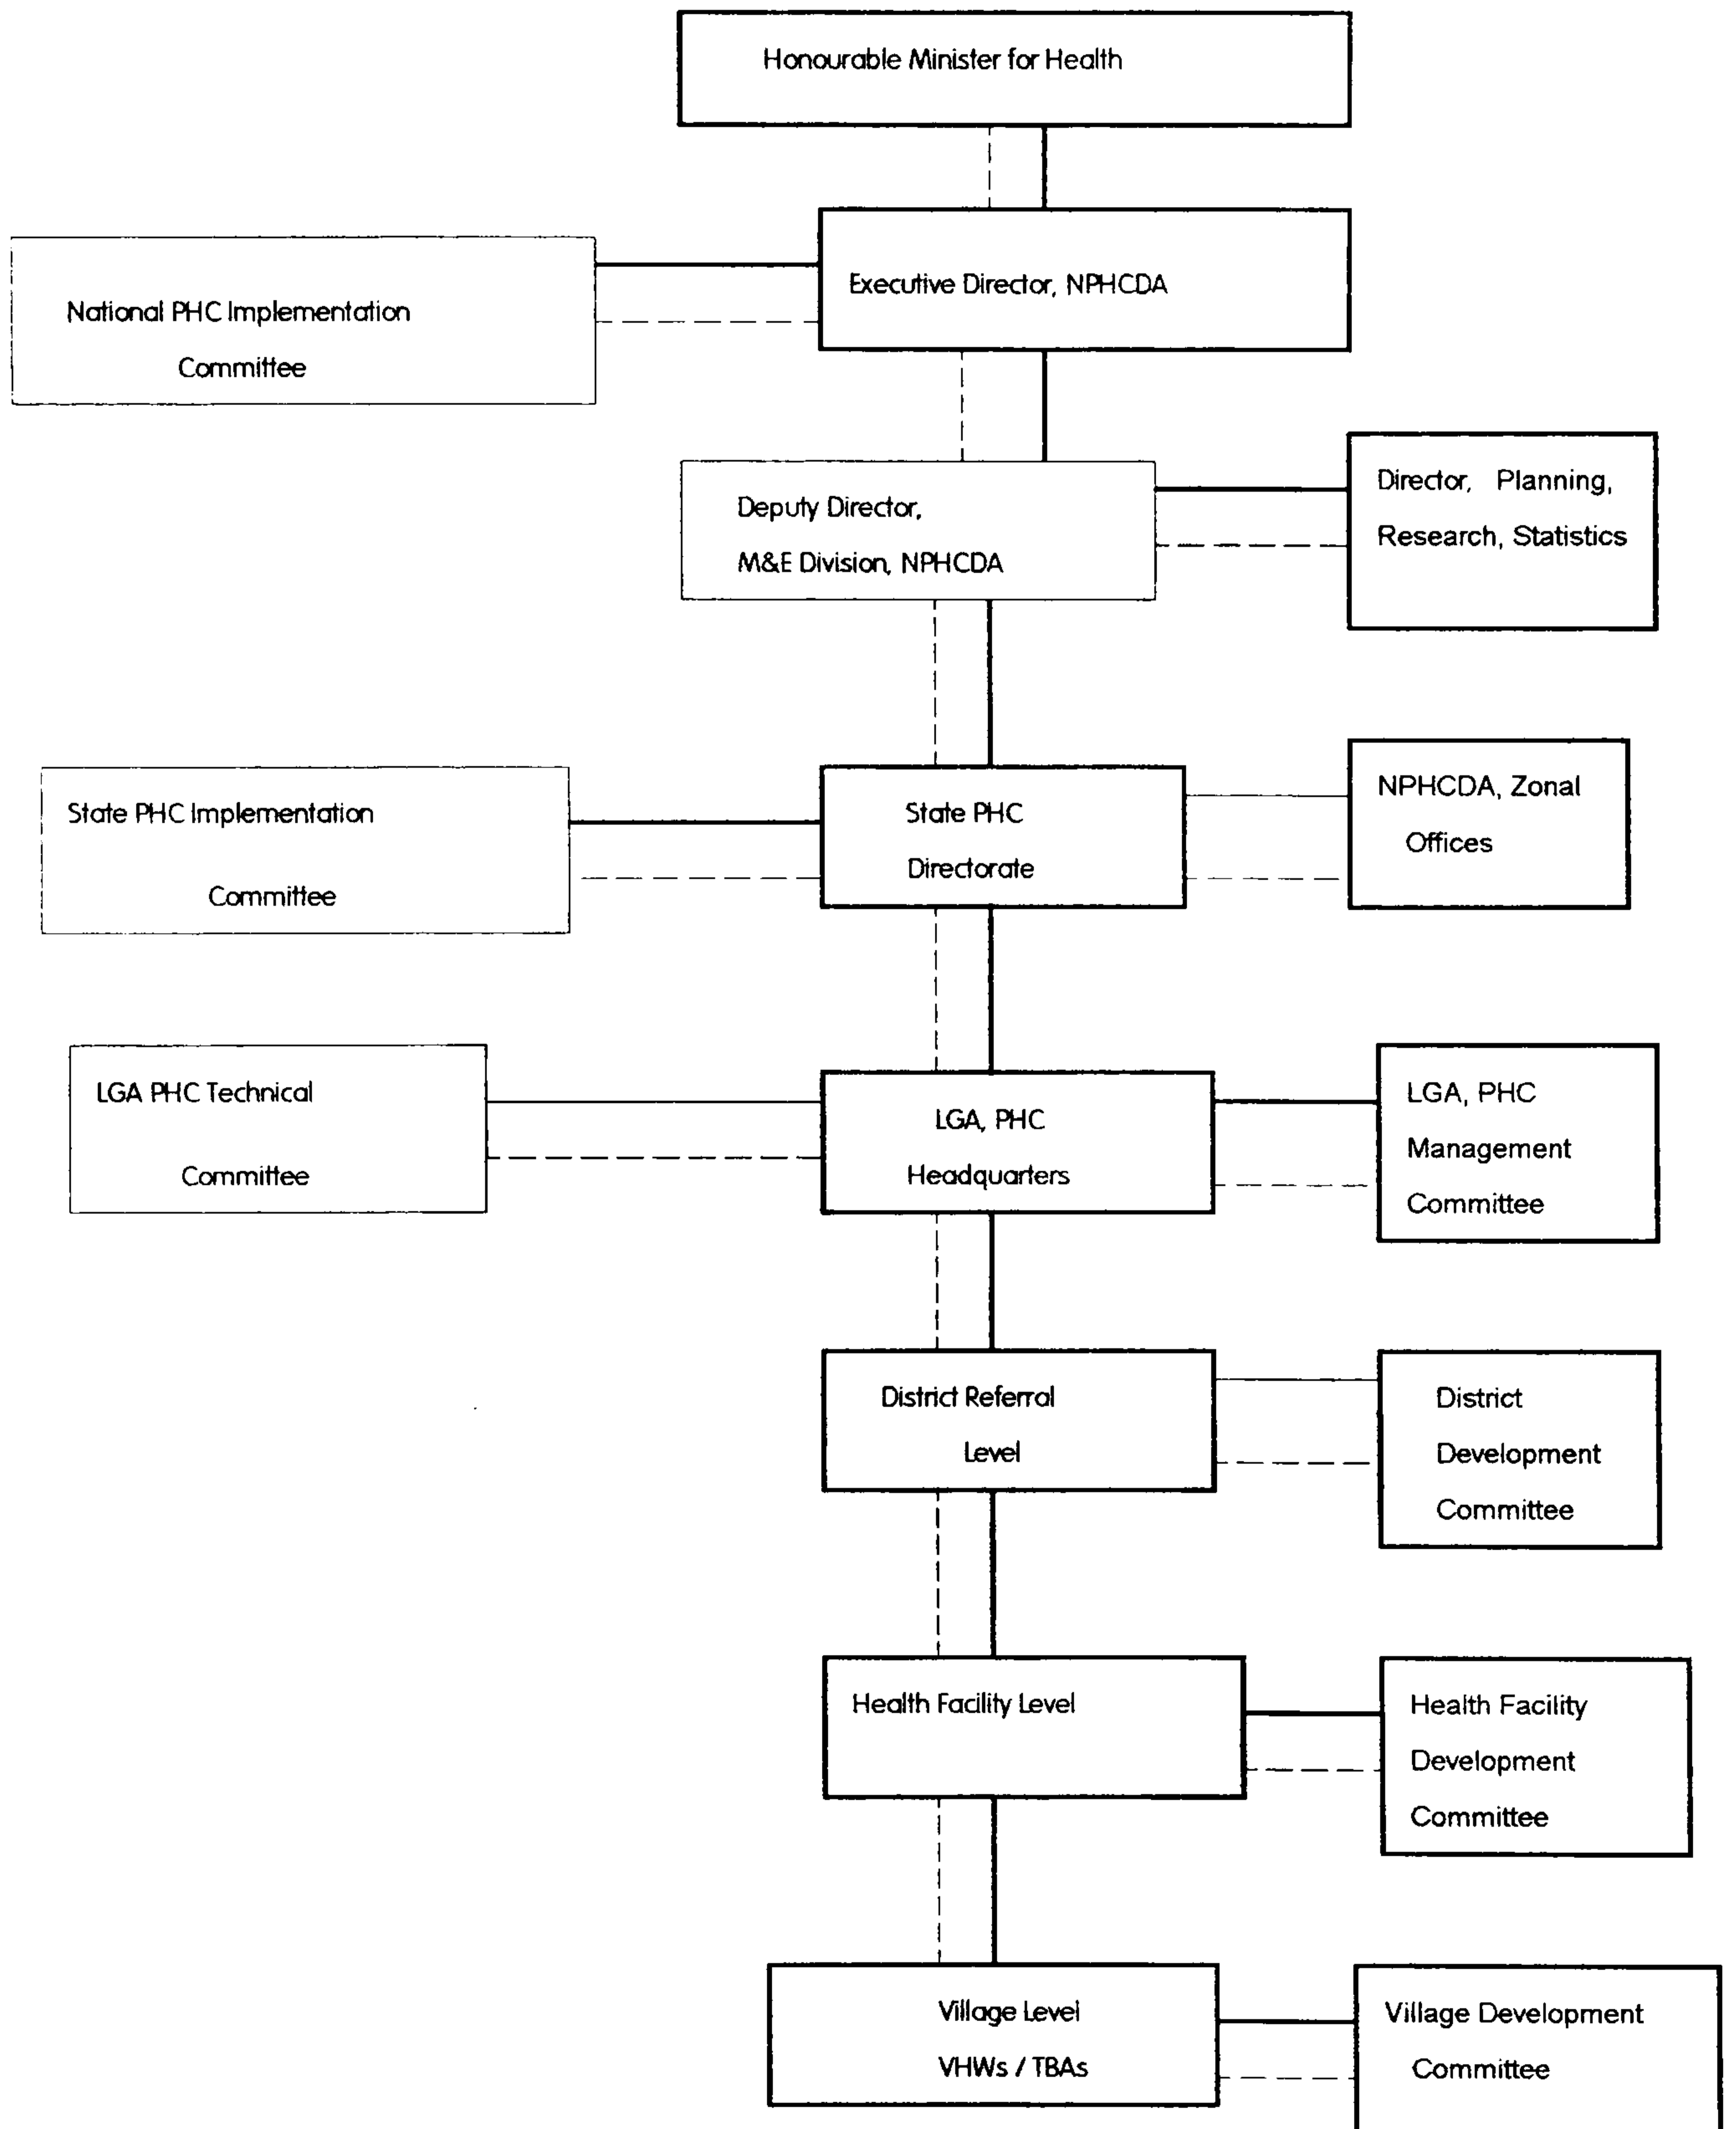 Honourable Minister for Health
Executive Director, NPHCDA
National PHC Implementation
Committee
Deputy Director,
M&E Division, NPHCDA
Director, Planning,
Research, Statistics
State PHC Implementation
Committee
State PHC
Directorate
NPHCDA, Zonal
Offices
LGA PHC Technical
Committee
LGA, PHC
Headquarters
LGA, PHC
Management
Committee
District Referral
Level
District
Development
Committee
Health Facility Level
Health Facility
Development
Committee
Village Level
VHWs / TBAs
Village Development
Committee